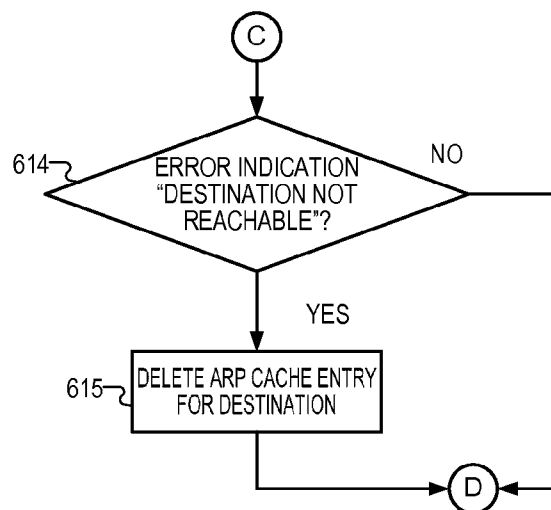 C
614
ERROR INDICATION
"DESTINATION NOT
REACHABLE"?
NO
YES
615
DELETE ARP CACHE ENTRY
FOR DESTINATION
D